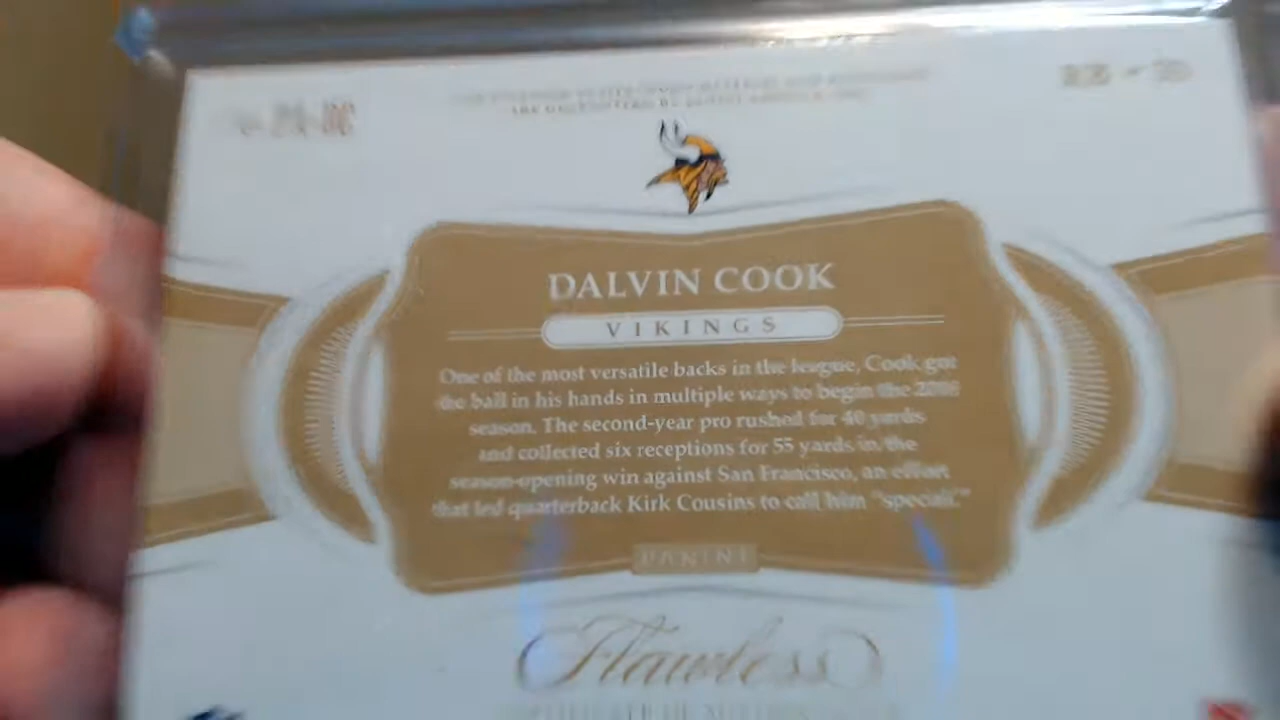 DALVIN COOK
VIKINGS
One of the most versatile backs in the league, Cook got
the ball in his hands in multiple ways to begin the 2018
season. The second-year pro rushed for 40 yards
and collected six receptions for 55 yards in the
season-opening win against San Francisco, an effort
that led quarterback Kirk Cousins to call him "special."
PANINI
Flawless